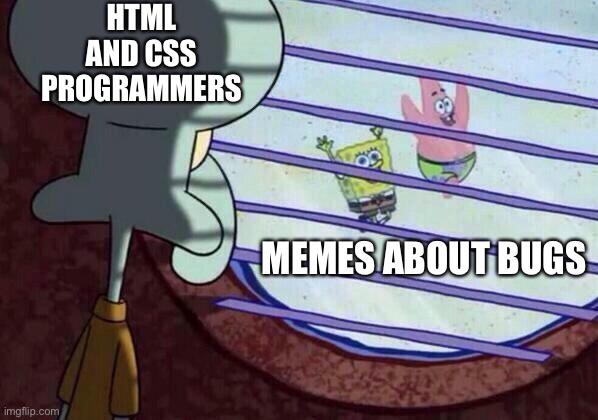 HTML
AND CSS
PROGRAMMERS
MEMES ABOUT BUGS
imgflip.com